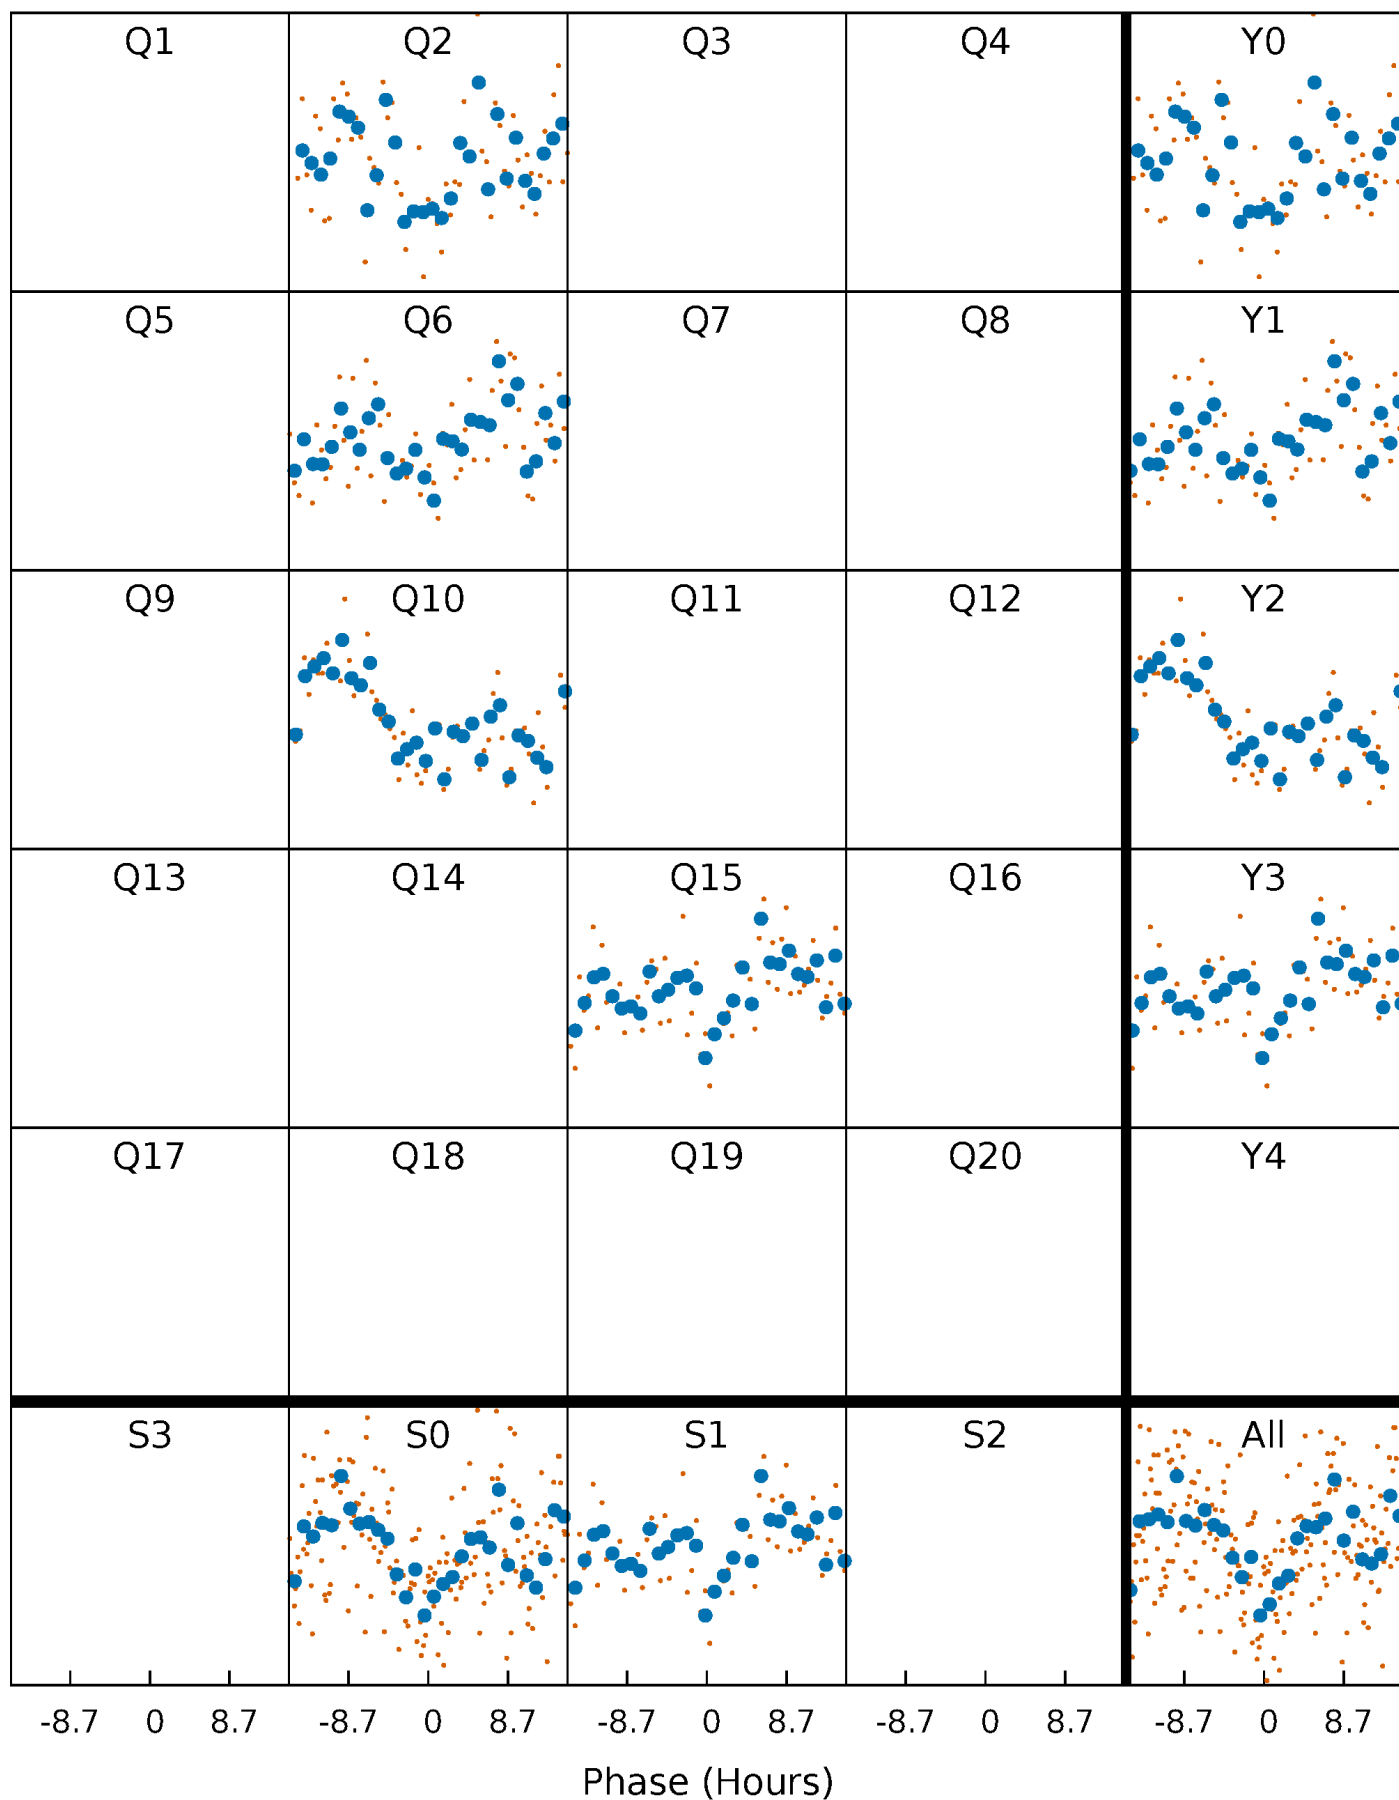 Q1 Q2 Q3 Q4 Y0
Q5 Q6 Q7 Q8 Y1
Q9 Q10 Q11 Q12 Y2
Q13 Q14 Q15 Q16 Y3
Q17 Q18 Q19 Q20 Y4
S3 S0 S1 S2 All
-8.7 0 8.7 -8.7 0 8.7 -8.7 0 8.7 -8.7 0 8.7 -8.7 0 8.7
Phase (Hours)